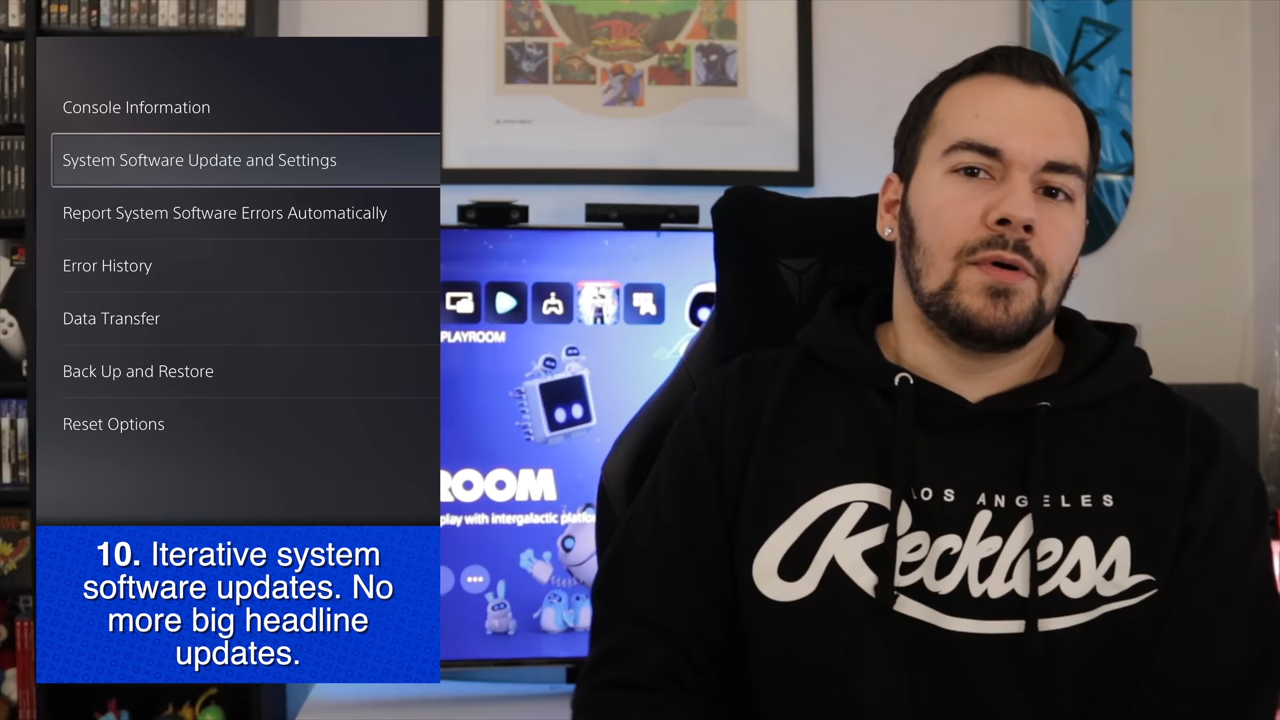 Console Information
System Software Update and Settings
Report System Software Errors Automatically
Error History
Data Transfer
Back Up and Restore
Reset Options
10. Iterative system
software updates. No
more big headline
updates.
PLAYROOM
ROOM
play with intergalactic
LOS ANGELES
Reckless